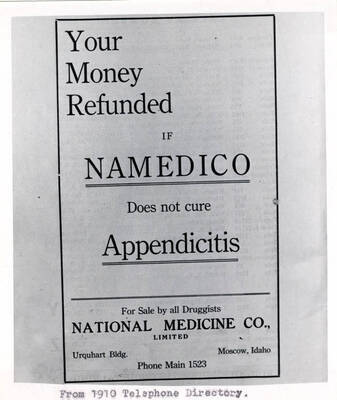 Your
Money
Refunded
IF
NAMEDICO
Does not cure
Appendicitis
For Sale by all Druggists
NATIONAL MEDICINE CO.,
LIMITED
Urquhart Bldg. Moscow, Idaho
Phone Main 1523
From 1910 Telephone Directory.